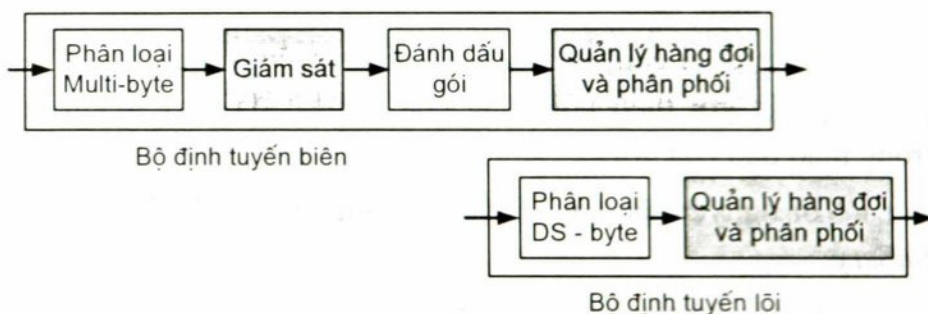 Phân loại
Multi-byte
Giám sát
Đánh dấu
gói
Quản lý hàng đợi
và phân phối
Bộ định tuyến biên
Phân loại
DS - byte
Quản lý hàng đợi
và phân phối
Bộ định tuyến lõi